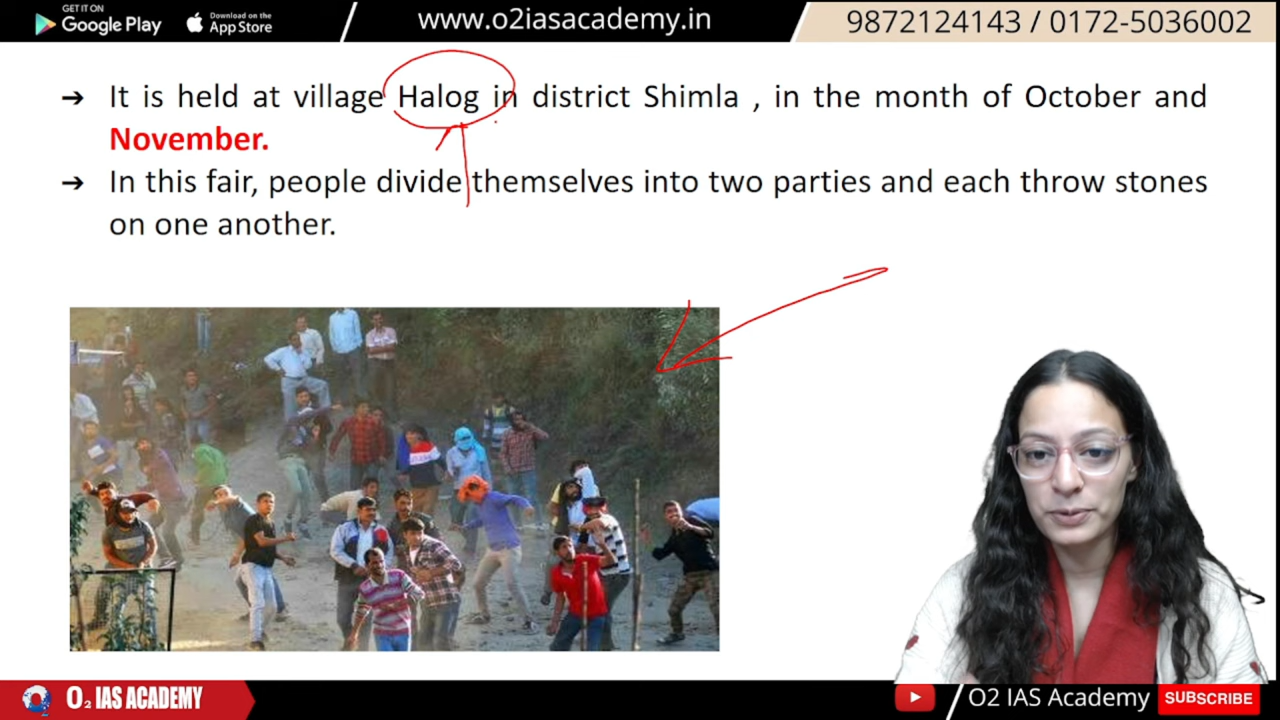 GET IT ON
Google Play
Download on the
App Store
www.o2iasacademy.in
9872124143 / 0172-5036002
➔ It is held at village Halog in district Shimla , in the month of October and
November.
➔ In this fair, people divide themselves into two parties and each throw stones
on one another.
O2 IAS ACADEMY
O2 IAS Academy
SUBSCRIBE